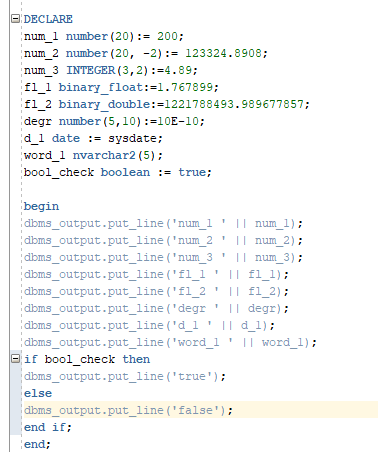 DECLARE
num_1 number(20):= 200;
num_2 number(20, -2):= 123324.8908;
num_3 INTEGER(3,2):=4.89;
fl_1 binary_float:=1.767899;
fl_2 binary_double:=1221788493.989677857;
degr number(5,10):=10E-10;
d_1 date := sysdate;
word_1 nvarchar2(5);
bool_check boolean := true;
begin
dbms_output.put_line('num_1 ' || num_1);
dbms_output.put_line('num_2 ' || num_2);
dbms_output.put_line('num_3 ' || num_3);
dbms_output.put_line('fl_1 ' || fl_1);
dbms_output.put_line('fl_2 ' || fl_2);
dbms_output.put_line('degr ' || degr);
dbms_output.put_line('d_1 ' || d_1);
dbms_output.put_line('word_1 ' || word_1);
if bool_check then
dbms_output.put_line('true');
else
dbms_output.put_line('false');
end if;
end;